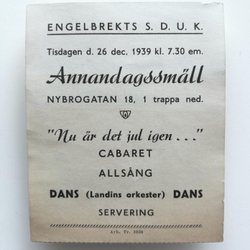 ENGELBREKTS S. D. U. K.
Tisdagen d. 26 dec. 1939 kl. 7.30 em.
Annandagssmäll
NYBROGATAN 18, 1 trappa ned.
"Nu är det jul igen . . ."
CABARET
ALLSÅNG
DANS (Landins orkester) DANS
SERVERING